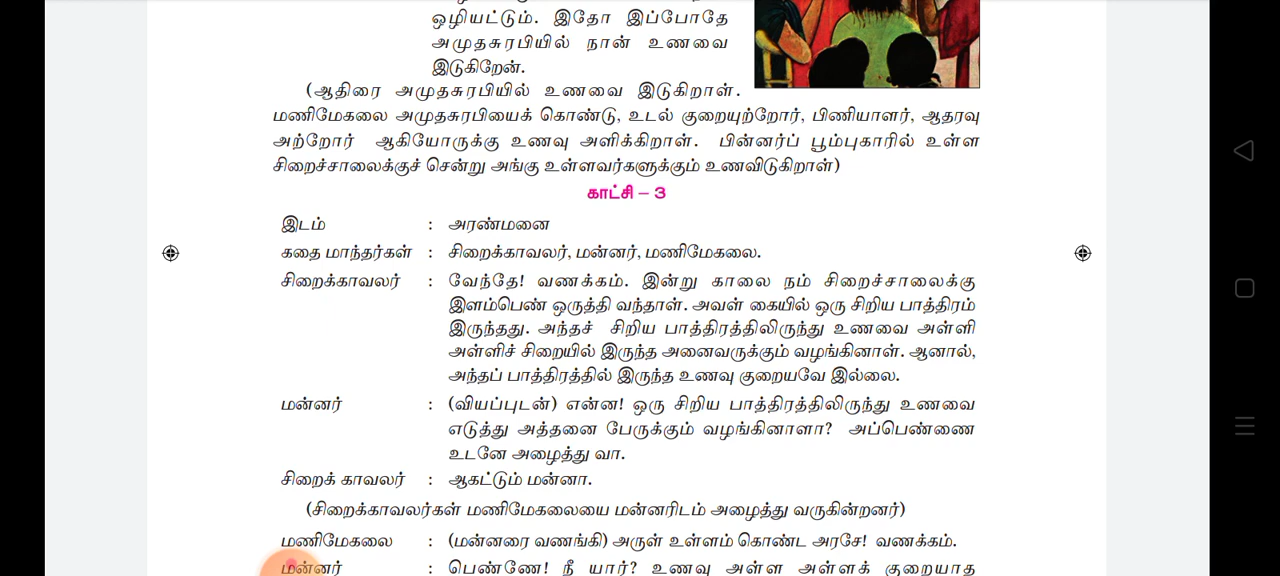 ஒழியட்டும். இதோ இப்போதே
அமுதசுரபியில் நான் உணவை
இடுகிறேன்.
(ஆதிரை அமுதசுரபியில் உணவை இடுகிறாள்.
மணிமேகலை அமுதசுரபியைக் கொண்டு, உடல் குறையுற்றோர், பிணியாளர், ஆதரவு
அற்றோர் ஆகியோருக்கு உணவு அளிக்கிறாள். பின்னர்ப் பூம்புகாரில் உள்ள
சிறைச்சாலைக்குச் சென்று அங்கு உள்ளவர்களுக்கும் உணவிடுகிறாள்)
காட்சி – 3
இடம் : அரண்மனை
கதை மாந்தர்கள் : சிறைக்காவலர், மன்னர், மணிமேகலை.
சிறைக்காவலர் : வேந்தே! வணக்கம். இன்று காலை நம் சிறைச்சாலைக்கு
இளம்பெண் ஒருத்தி வந்தாள். அவள் கையில் ஒரு சிறிய பாத்திரம்
இருந்தது. அந்தச் சிறிய பாத்திரத்திலிருந்து உணவை அள்ளி
அள்ளிச் சிறையில் இருந்த அனைவருக்கும் வழங்கினாள். ஆனால்,
அந்தப் பாத்திரத்தில் இருந்த உணவு குறையவே இல்லை.
மன்னர் : (வியப்புடன்) என்ன! ஒரு சிறிய பாத்திரத்திலிருந்து உணவை
எடுத்து அத்தனை பேருக்கும் வழங்கினாளா? அப்பெண்ணை
உடனே அழைத்து வா.
சிறைக் காவலர் : ஆகட்டும் மன்னா.
(சிறைக்காவலர்கள் மணிமேகலையை மன்னரிடம் அழைத்து வருகின்றனர்)
மணிமேகலை : (மன்னரை வணங்கி) அருள் உள்ளம் கொண்ட அரசே! வணக்கம்.
மன்னர் : பெண்ணே! நீ யார்? உணவு அள்ள அள்ளக் குறையாத